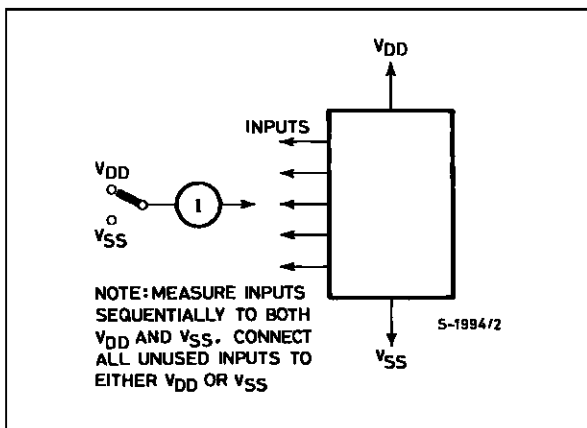 VDD
INPUTS
VDD
I
VSS
NOTE: MEASURE INPUTS
SEQUENTIALLY TO BOTH
VDD AND VSS. CONNECT
ALL UNUSED INPUTS TO
EITHER VDD OR VSS
S-1994/2
VSS